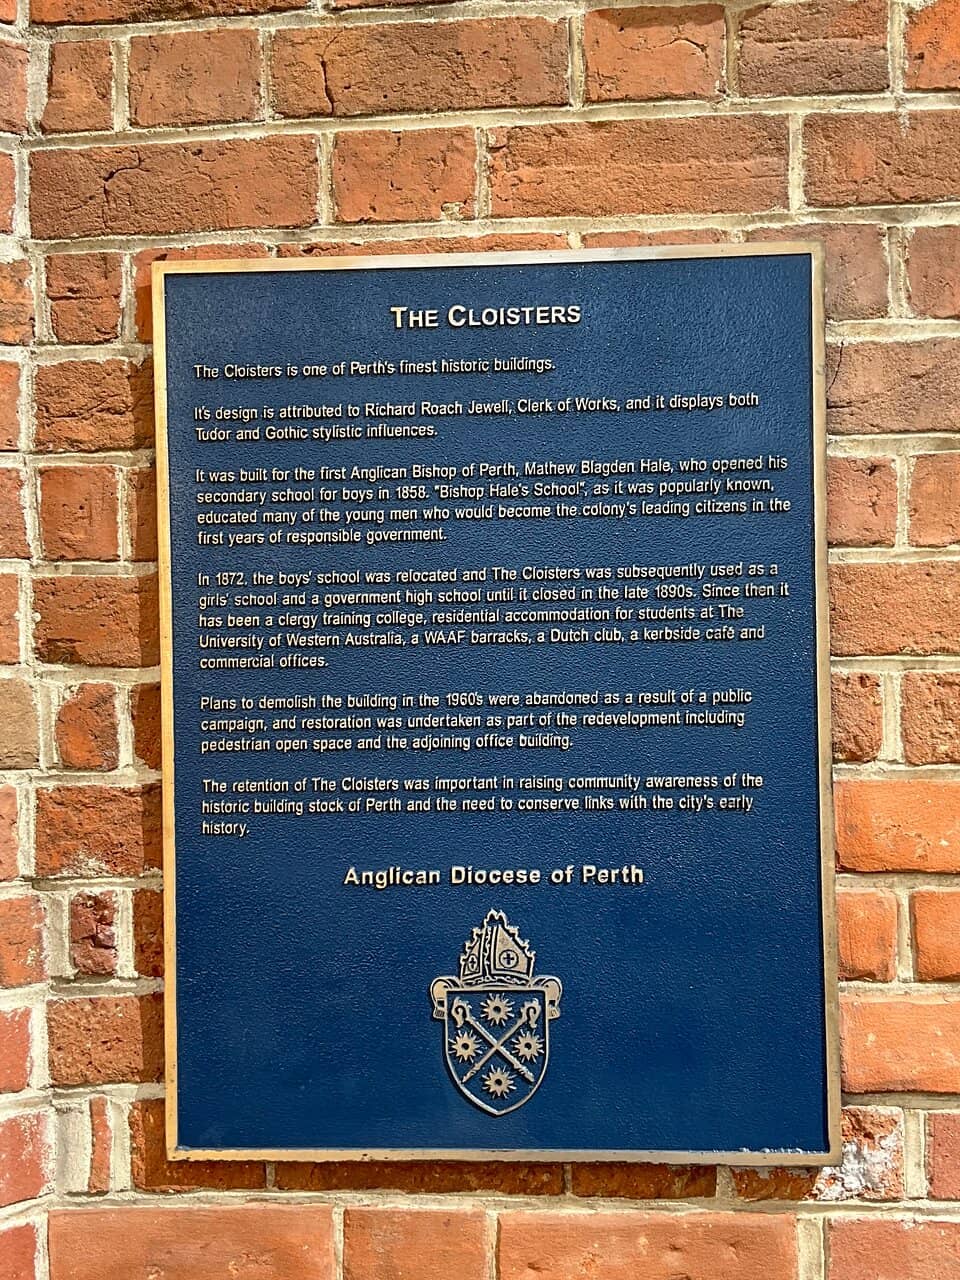 THE CLOISTERS
The Cloisters is one of Perth's finest historic buildings.
It's design is attributed to Richard Roach Jewell, Clerk of Works, and it displays both
Tudor and Gothic stylistic influences.
It was built for the first Anglican Bishop of Perth, Mathew Blagden Hale, who opened his
secondary school for boys in 1858. "Bishop Hale's School", as it was popularly known,
educated many of the young men who would become the colony's leading citizens in the
first years of responsible government.
In 1872, the boys' school was relocated and The Cloisters was subsequently used as a
girls' school and a government high school until it closed in the late 1890s. Since then it
has been a clergy training college, residential accommodation for students at The
University of Western Australia, a WAAF barracks, a Dutch club, a kerbside café and
commercial offices.
Plans to demolish the building in the 1960's were abandoned as a result of a public
campaign, and restoration was undertaken as part of the redevelopment including
pedestrian open space and the adjoining office building.
The retention of The Cloisters was important in raising community awareness of the
historic building stock of Perth and the need to conserve links with the city's early
history.
Anglican Diocese of Perth